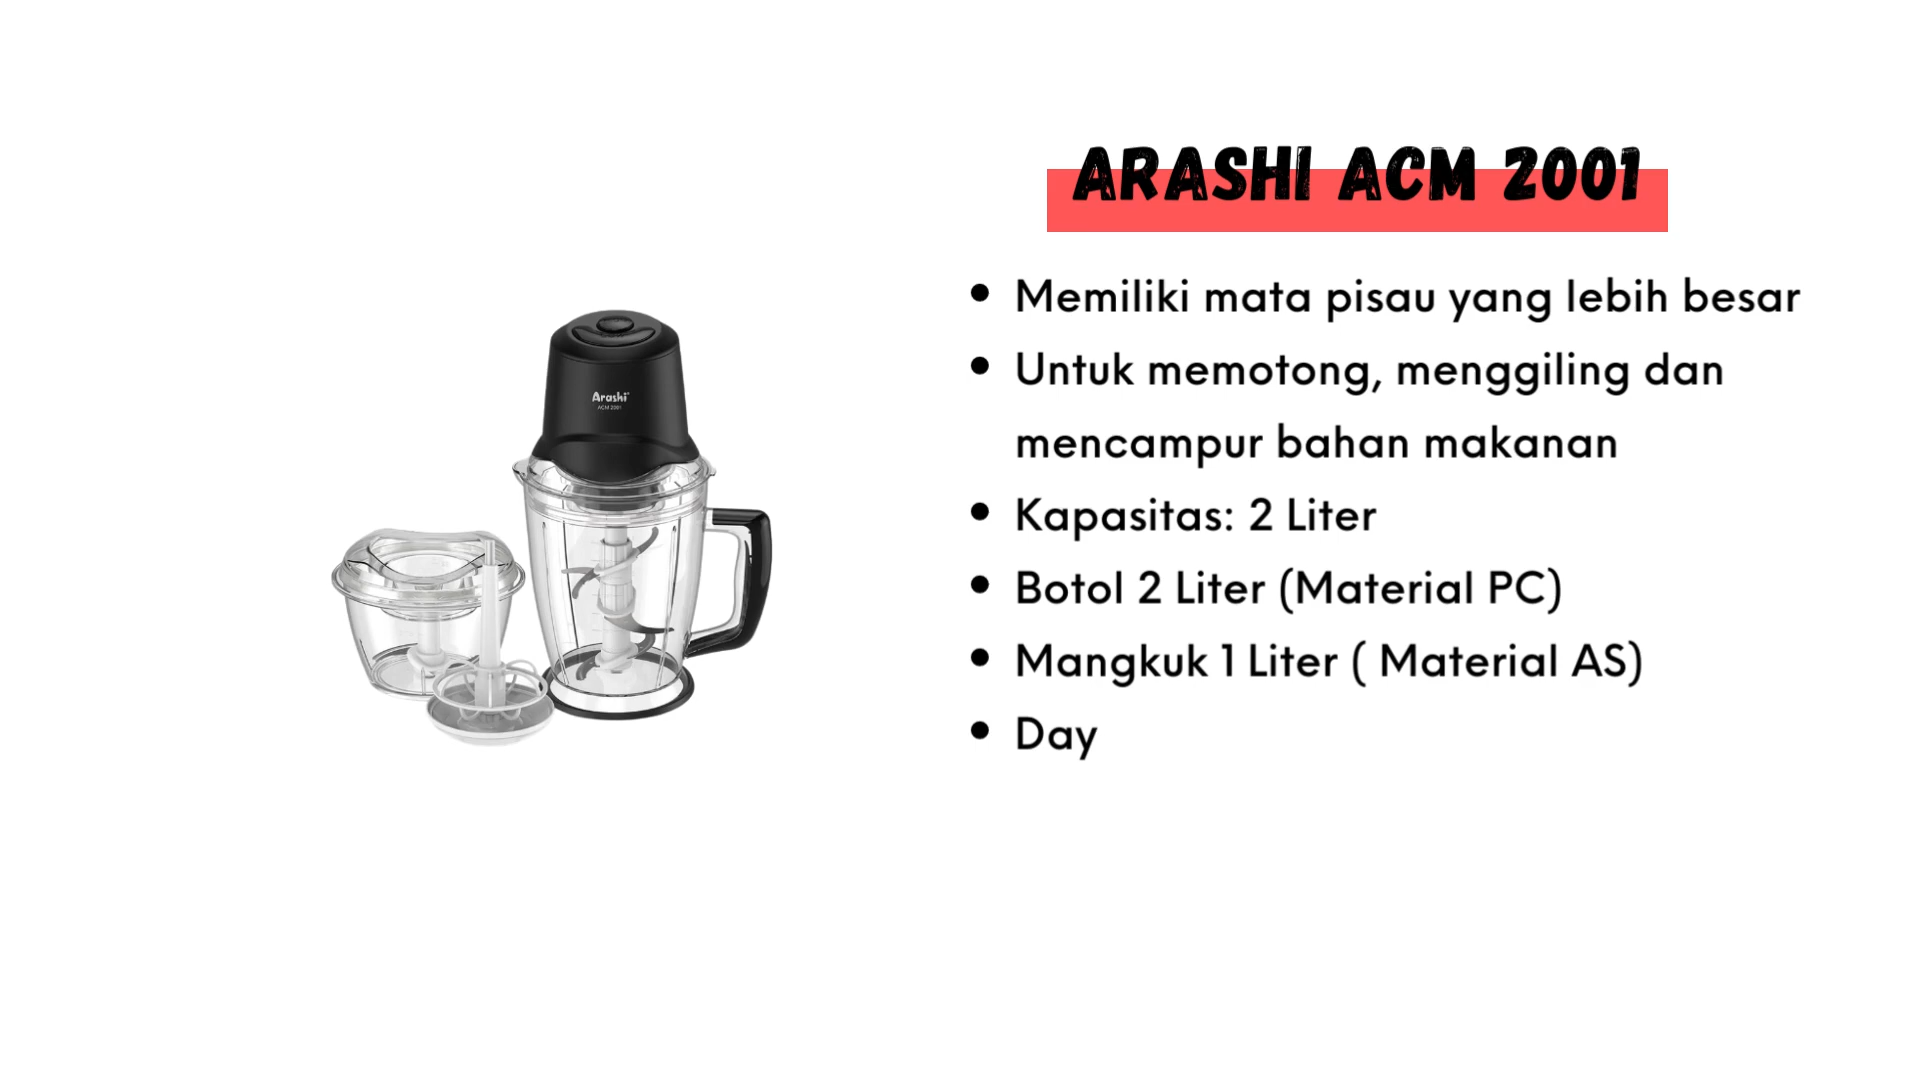 ARASHI ACM 2001
• Memiliki mata pisau yang lebih besar
• Untuk memotong, menggiling dan
mencampur bahan makanan
• Kapasitas: 2 Liter
• Botol 2 Liter (Material PC)
• Mangkuk 1 Liter ( Material AS)
• Day
Arashi
ACM 2001